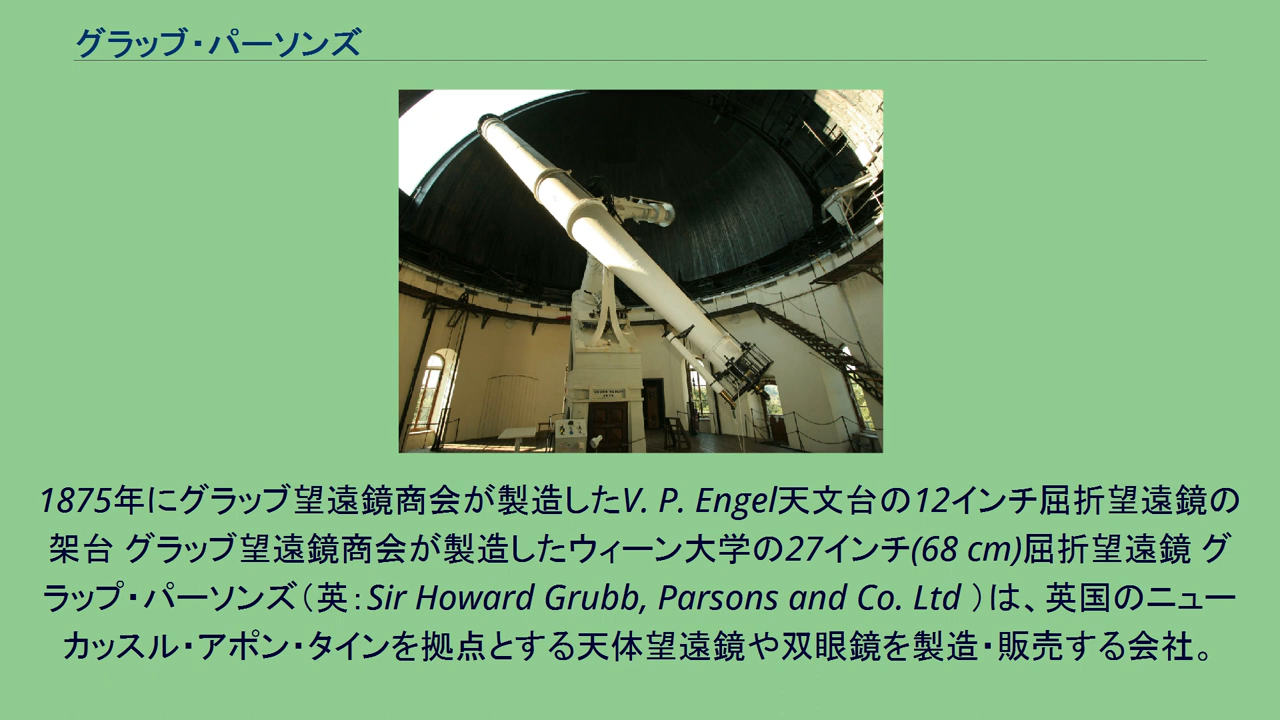 グラッブ・パーソンズ
1875年にグラッブ望遠鏡商会が製造したV. P. Engel天文台の12インチ屈折望遠鏡の
架台 グラッブ望遠鏡商会が製造したウィーン大学の27インチ(68 cm)屈折望遠鏡 グ
ラップ・パーソンズ（英：Sir Howard Grubb, Parsons and Co. Ltd ）は、英国のニュー
カッスル・アポン・タインを拠点とする天体望遠鏡や双眼鏡を製造・販売する会社。